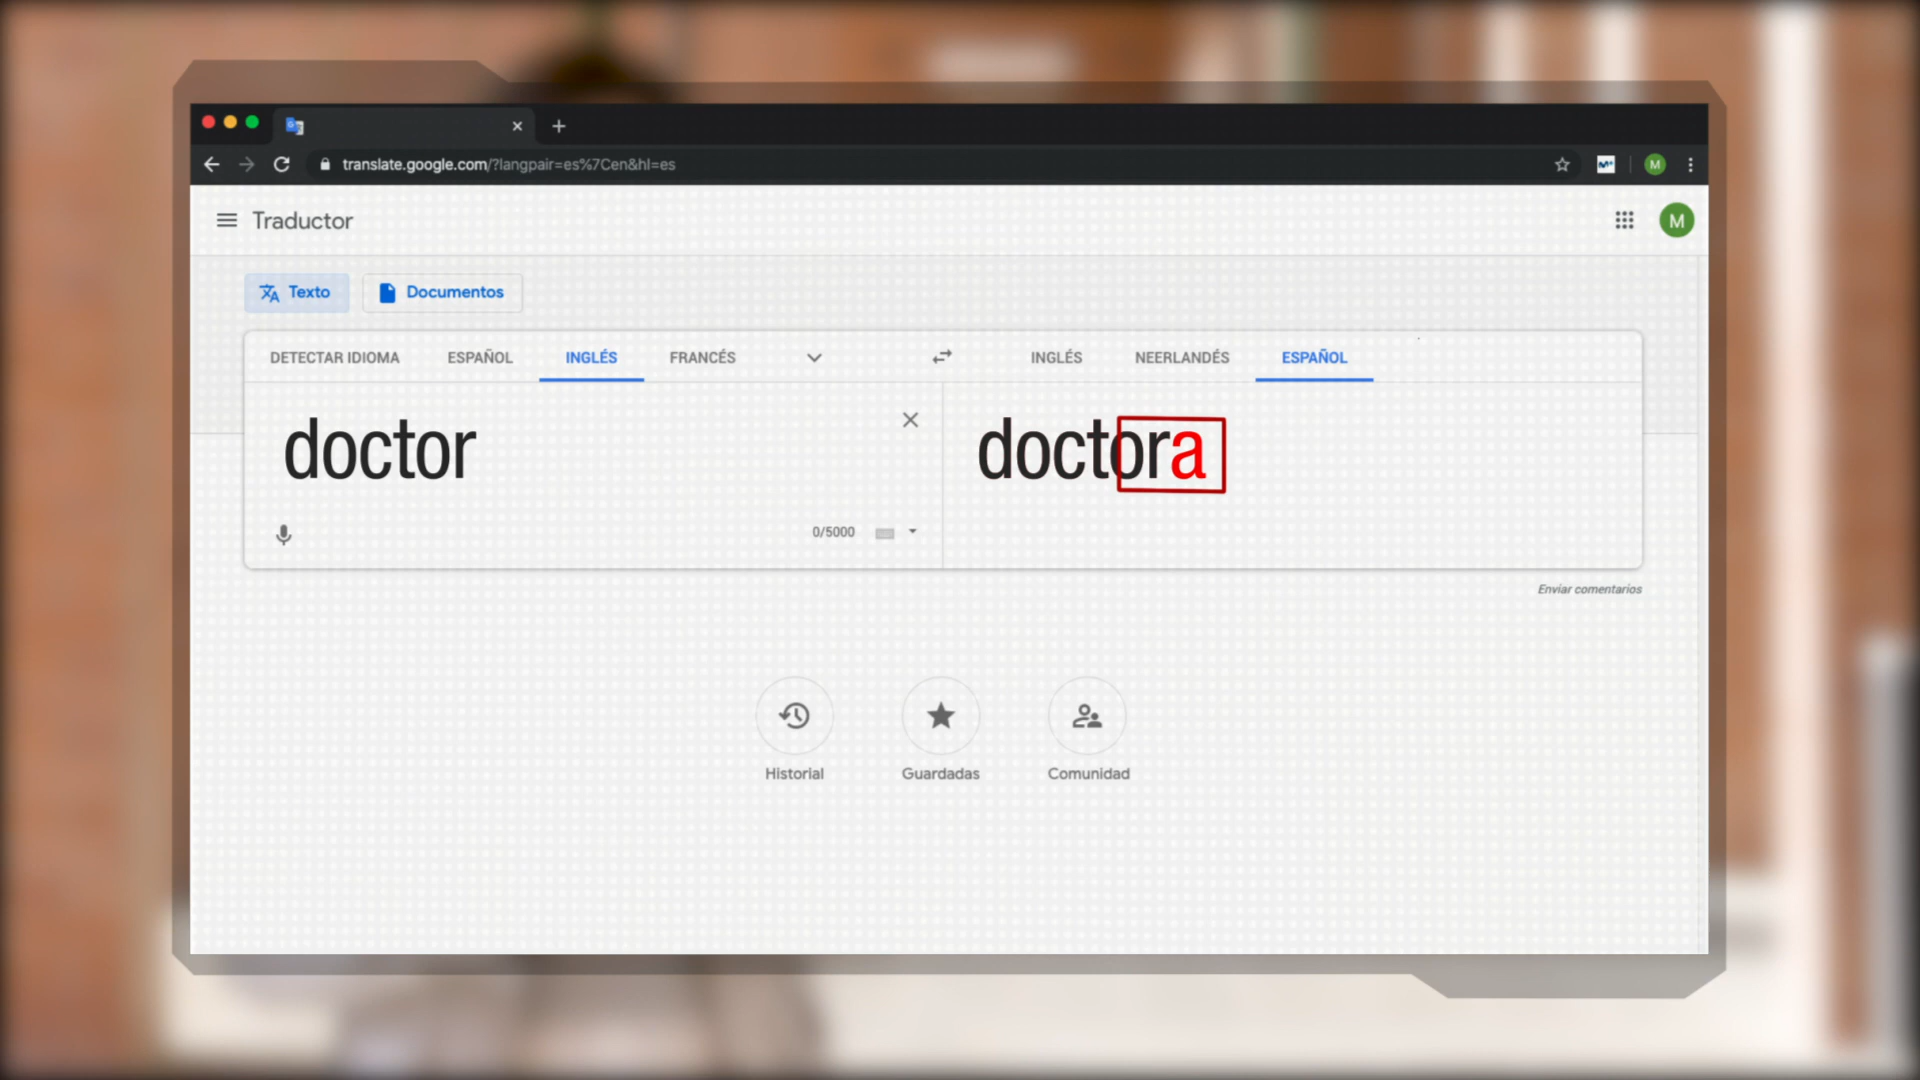 translate.google.com/?langpair=es%7Cen&hl=es
M
Traductor
M
Texto
Documentos
DETECTAR IDIOMA ESPAÑOL INGLÉS FRANCÉS INGLÉS NEERLANDÉS ESPAÑOL
doctor
doctora
0/5000
Enviar comentarios
Historial Guardadas Comunidad